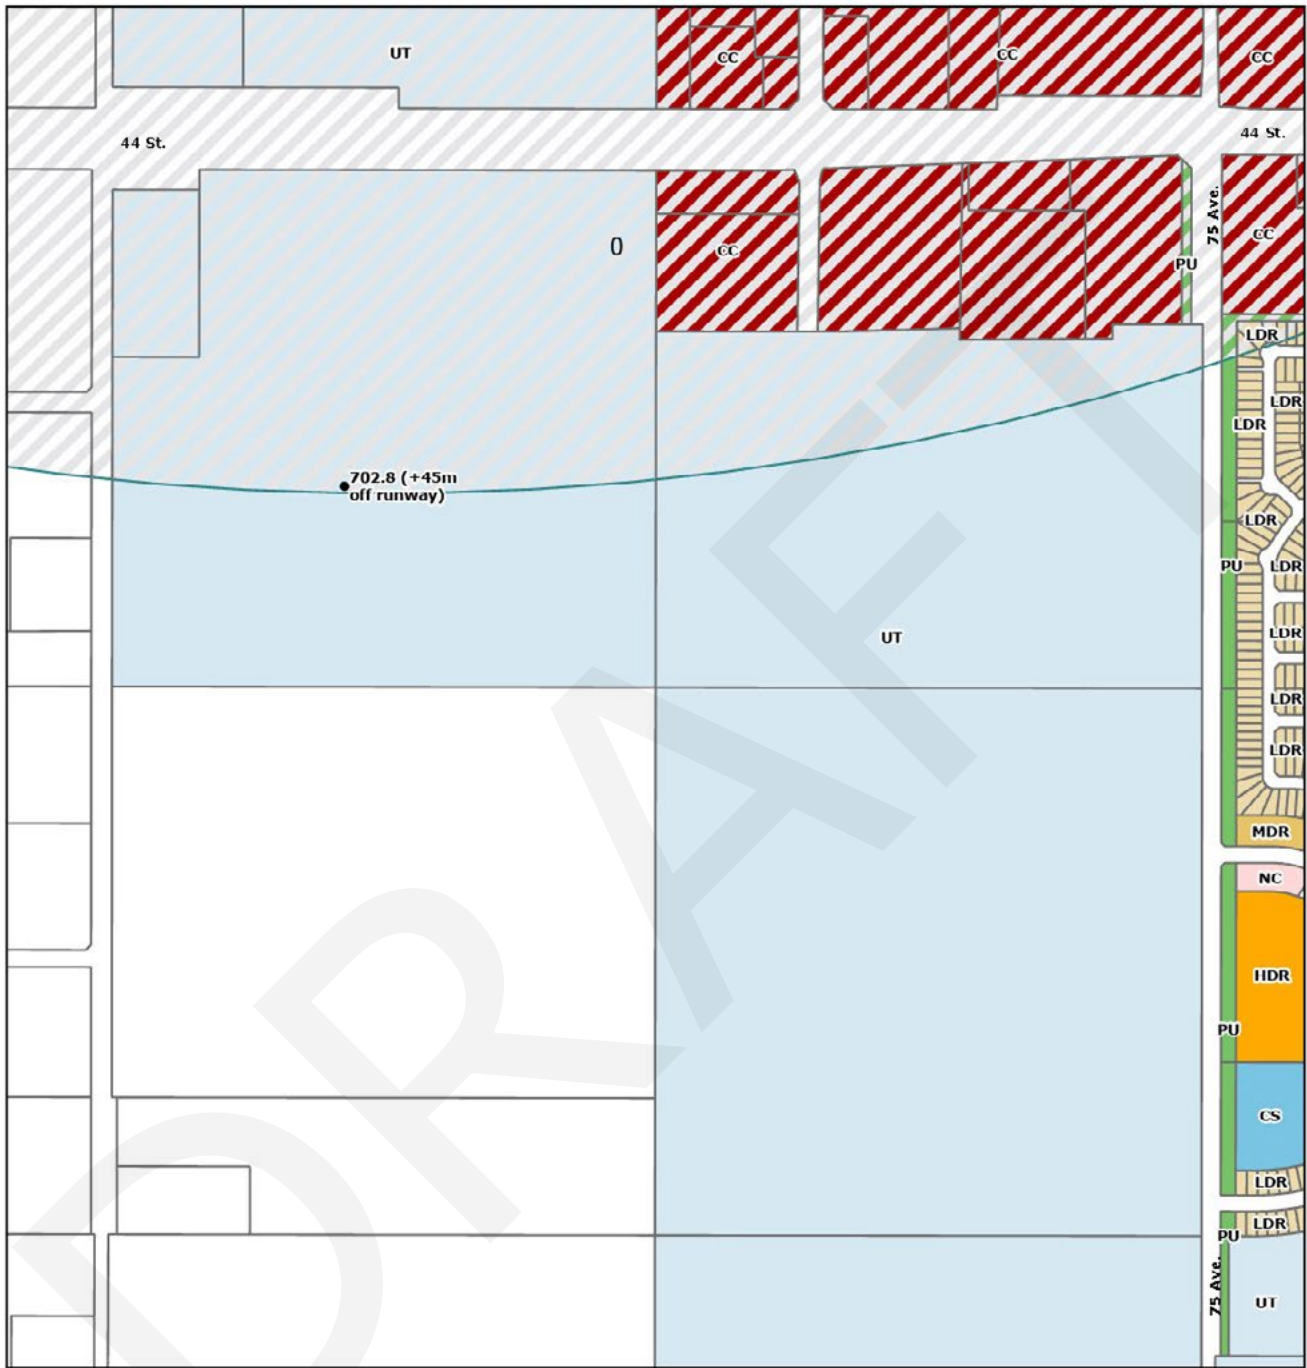 UT
CC
CC
CC
44 St.
44 St.
75 Ave.
0
CC
CC
PU
LDR
LDR
LDR
702.8 (+45m
off runway)
LDR
PU
LDR
UT
LDR
LDR
LDR
MDR
NC
HDR
PU
CS
LDR
LDR
PU
75 Ave.
UT
DRAFT